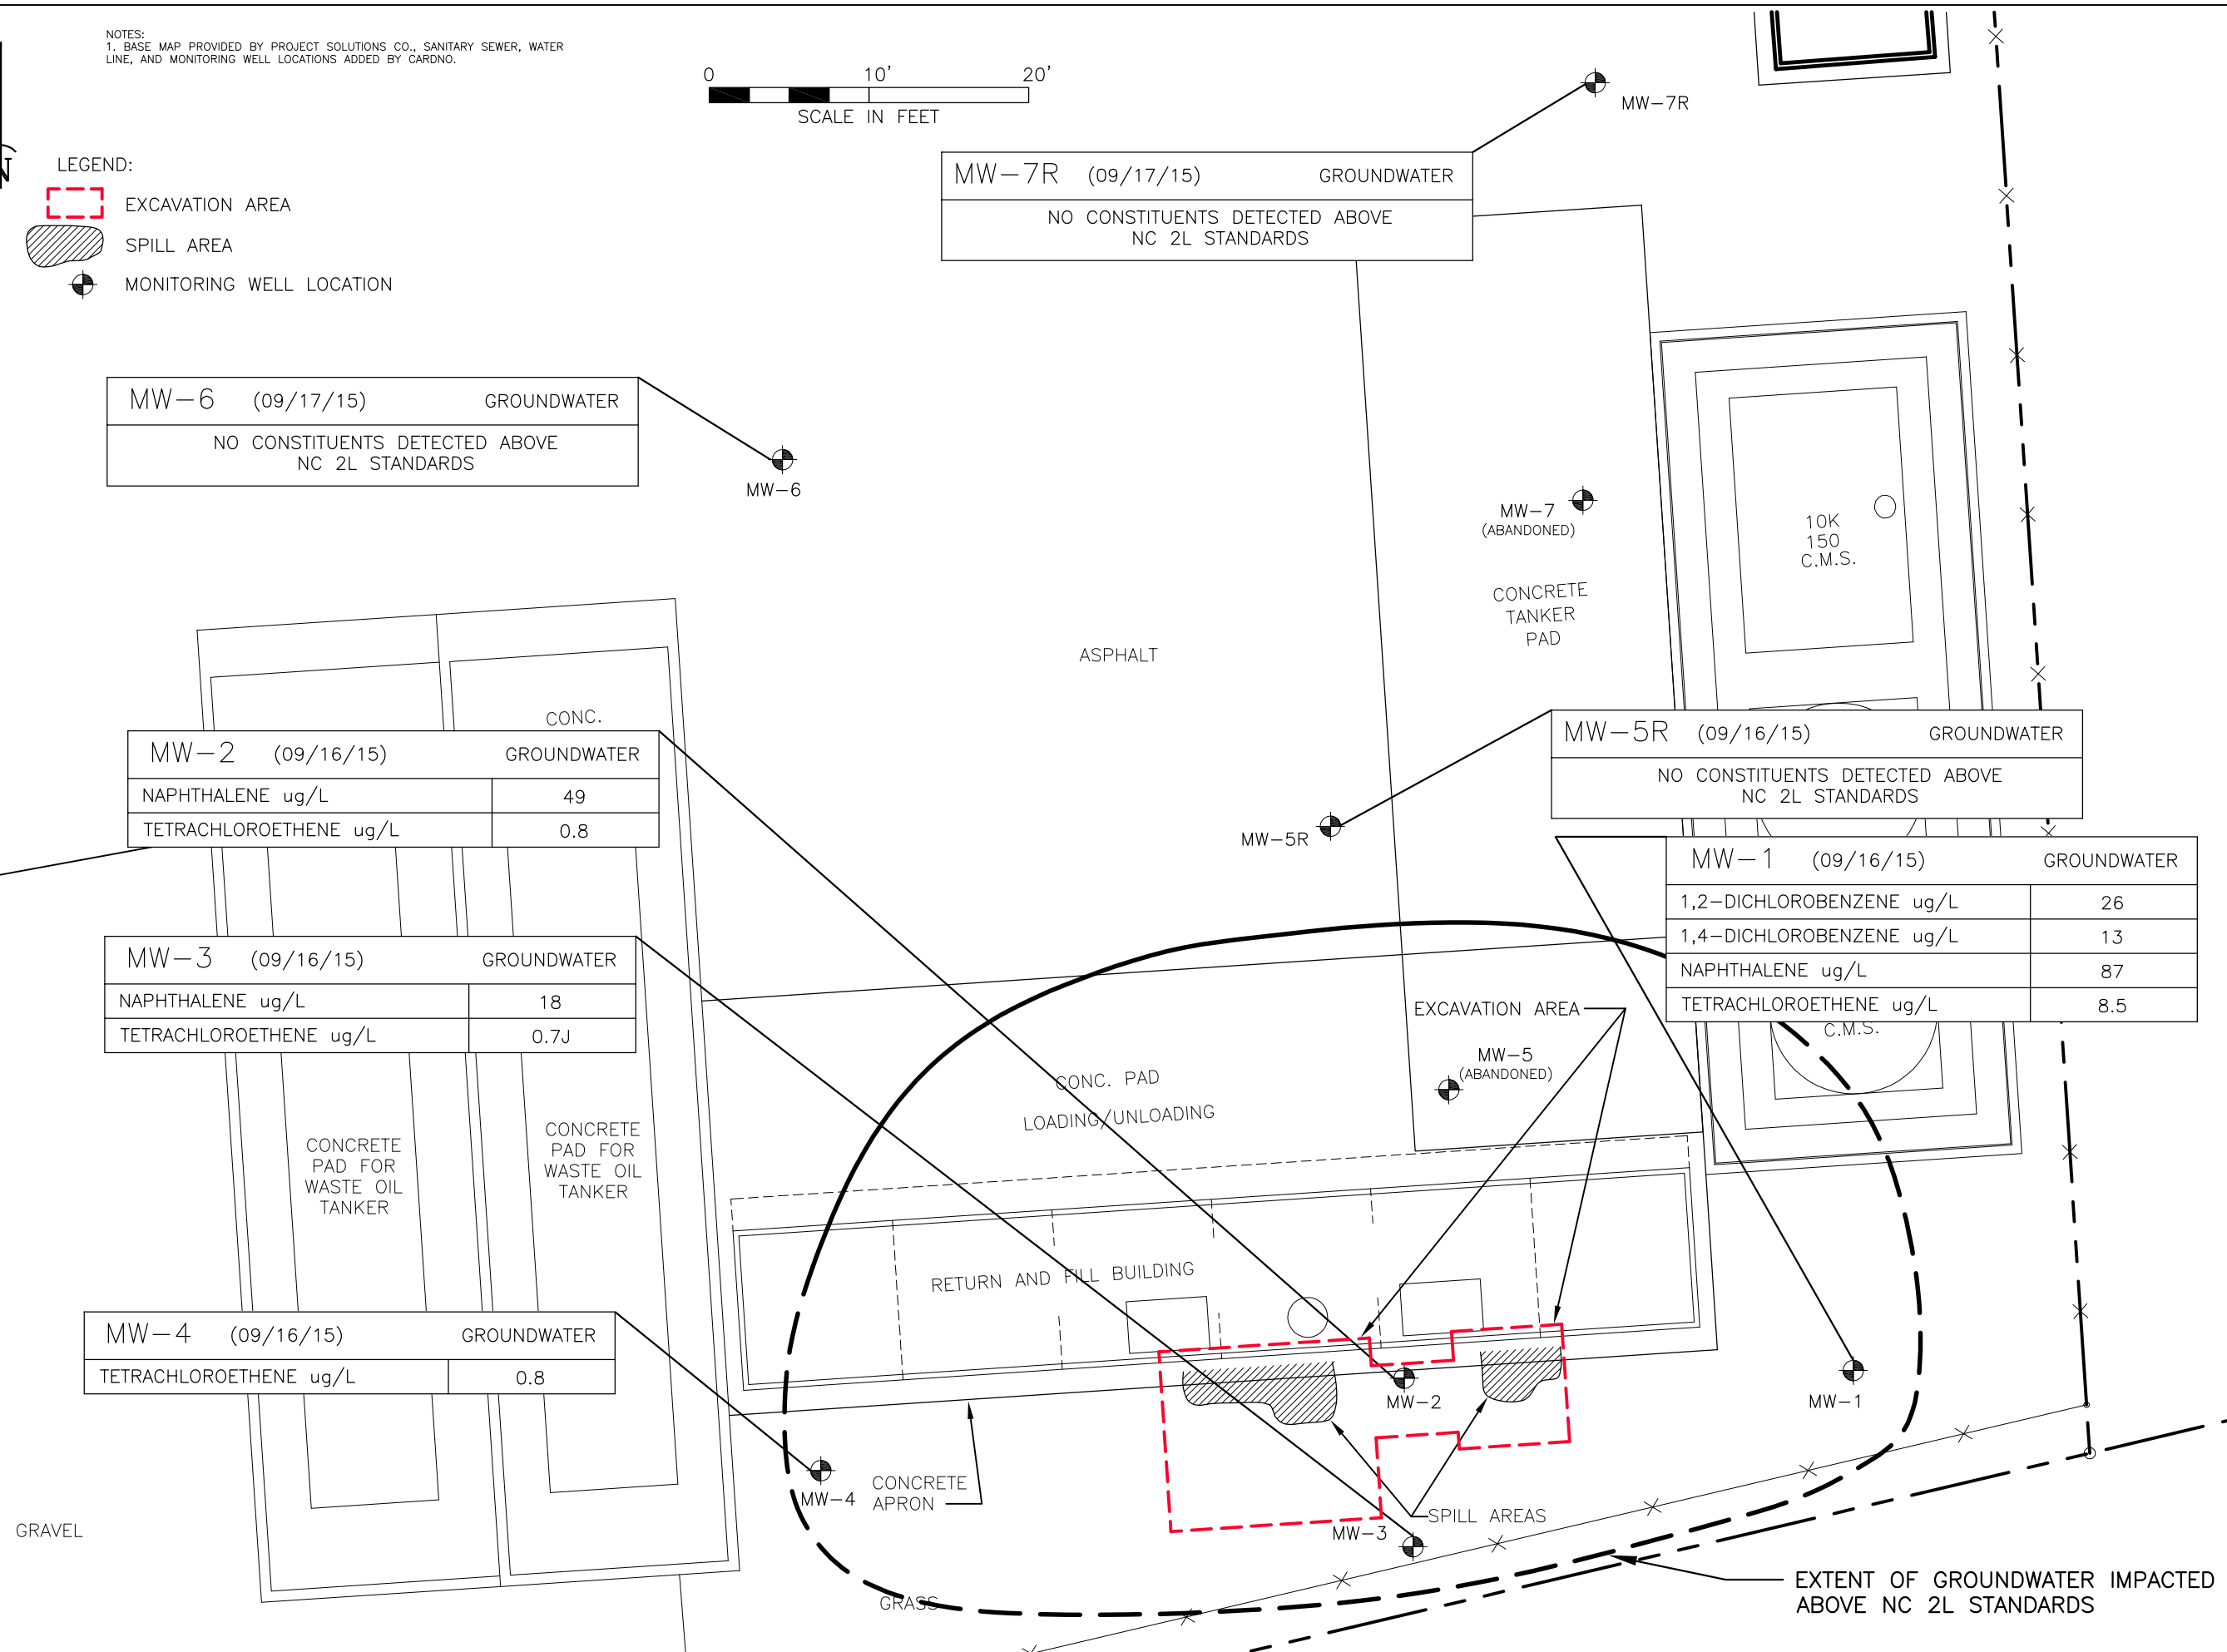 NOTES:
1. BASE MAP PROVIDED BY PROJECT SOLUTIONS CO., SANITARY SEWER, WATER
LINE, AND MONITORING WELL LOCATIONS ADDED BY CARDNO.
0 10' 20'
SCALE IN FEET
N
LEGEND:
EXCAVATION AREA
SPILL AREA
MONITORING WELL LOCATION
MW-7R
MW-7R (09/17/15) GROUNDWATER
NO CONSTITUENTS DETECTED ABOVE
NC 2L STANDARDS
MW-6 (09/17/15) GROUNDWATER
NO CONSTITUENTS DETECTED ABOVE
NC 2L STANDARDS
MW-6
MW-7
(ABANDONED)
10K
150
C.M.S.
CONCRETE
TANKER
PAD
ASPHALT
CONC.
MW-2 (09/16/15) GROUNDWATER
NAPHTHALENE ug/L 49
TETRACHLOROETHENE ug/L 0.8
MW-5R (09/16/15) GROUNDWATER
NO CONSTITUENTS DETECTED ABOVE
NC 2L STANDARDS
MW-5R
MW-1 (09/16/15) GROUNDWATER
1,2-DICHLOROBENZENE ug/L 26
1,4-DICHLOROBENZENE ug/L 13
NAPHTHALENE ug/L 87
TETRACHLOROETHENE ug/L 8.5
C.M.S.
MW-3 (09/16/15) GROUNDWATER
NAPHTHALENE ug/L 18
TETRACHLOROETHENE ug/L 0.7J
EXCAVATION AREA
MW-5
(ABANDONED)
CONC. PAD
LOADING/UNLOADING
CONCRETE
PAD FOR
WASTE OIL
TANKER
CONCRETE
PAD FOR
WASTE OIL
TANKER
RETURN AND FILL BUILDING
MW-4 (09/16/15) GROUNDWATER
TETRACHLOROETHENE ug/L 0.8
MW-2
MW-1
MW-4
CONCRETE
APRON
SPILL AREAS
MW-3
GRAVEL
GRASS
EXTENT OF GROUNDWATER IMPACTED
ABOVE NC 2L STANDARDS